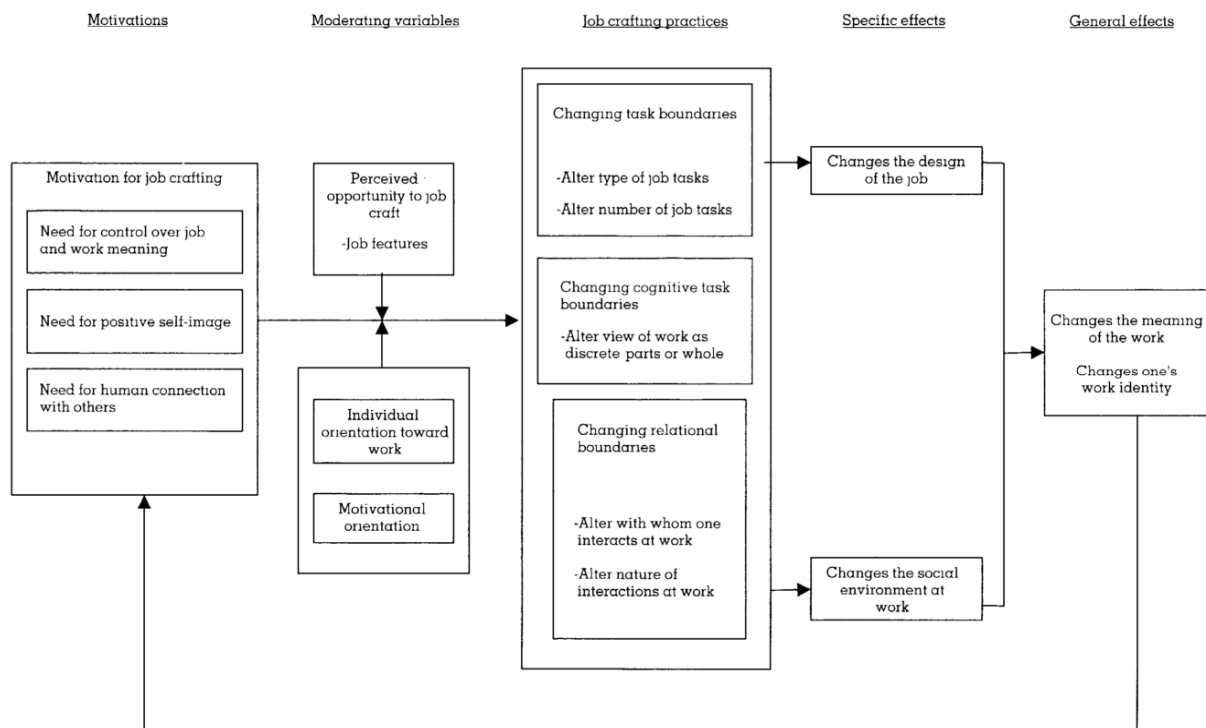 Motivations
Moderating variables
Job crafting practices
Specific effects
General effects
Motivation for job crafting
Need for control over job
and work meaning
Need for positive self-image
Need for human connection
with others
Perceived
opportunity to job
craft
-Job features
Individual
orientation toward
work
Motivational
orientation
Changing task boundaries
-Alter type of job tasks
-Alter number of job tasks
Changing cognitive task
boundaries
-Alter view of work as
discrete parts or whole
Changing relational
boundaries
-Alter with whom one
interacts at work
-Alter nature of
interactions at work
Changes the design
of the job
Changes the social
environment at
work
Changes the meaning
of the work
Changes one's
work identity